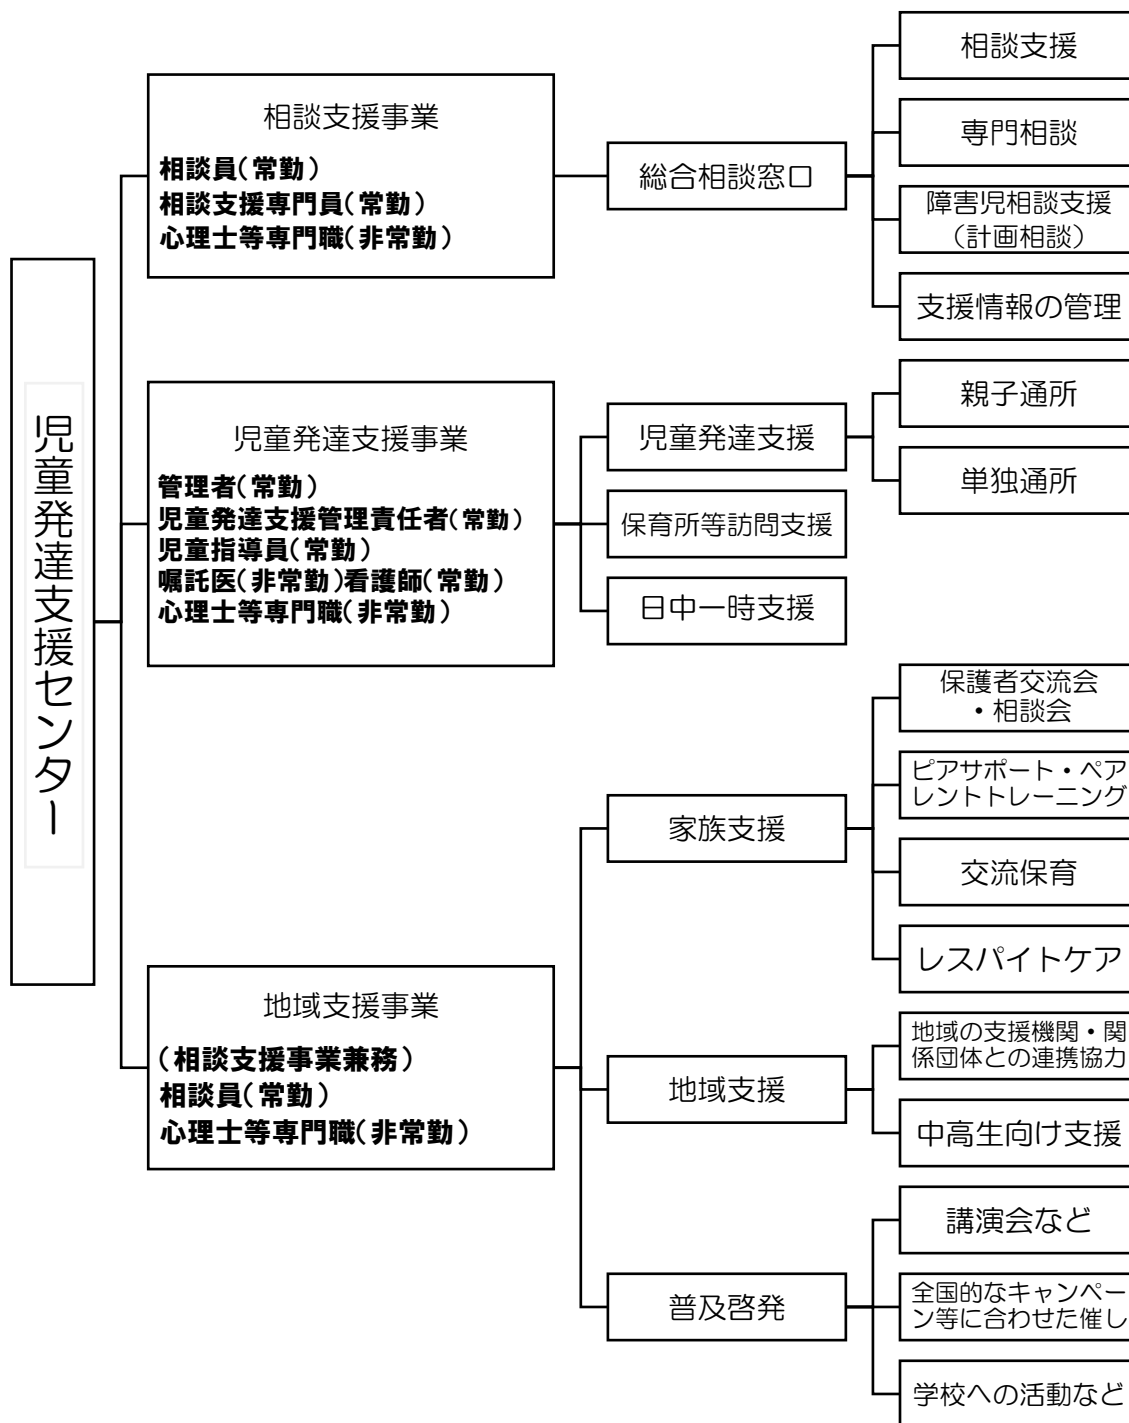 児童発達支援センター
相談支援事業
相談員(常勤)
相談支援専門員(常勤)
心理士等専門職(非常勤)
総合相談窓口
相談支援
専門相談
障害児相談支援
(計画相談)
支援情報の管理
児童発達支援事業
管理者(常勤)
児童発達支援管理責任者(常勤)
児童指導員(常勤)
嘱託医(非常勤)看護師(常勤)
心理士等専門職(非常勤)
児童発達支援
親子通所
単独通所
保育所等訪問支援
日中一時支援
地域支援事業
(相談支援事業兼務)
相談員(常勤)
心理士等専門職(非常勤)
家族支援
保護者交流会
・相談会
ピアサポート・ペア
レントトレーニング
交流保育
レスパイトケア
地域支援
地域の支援機関・関
係団体との連携協力
中高生向け支援
普及啓発
講演会など
全国的なキャンペー
ン等に合わせた催し
学校への活動など